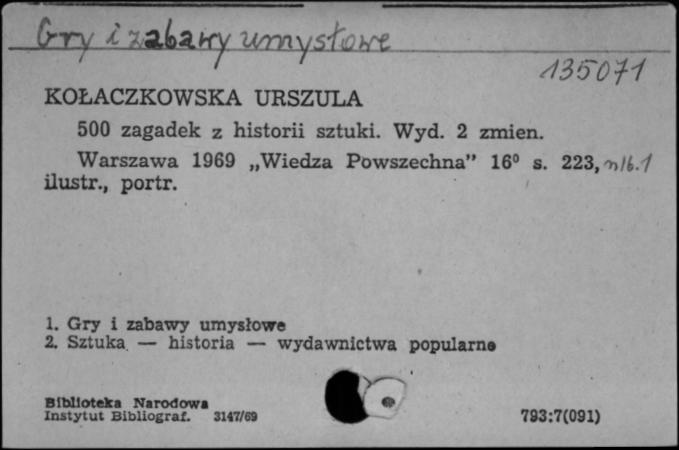 Gry i zabawy umysłowe
135071
KOŁACZKOWSKA URSZULA
500 zagadek z historii sztuki. Wyd. 2 zmien.
Warszawa 1969 „Wiedza Powszechna” 16⁰ s. 223, nlb. 1
ilustr., portr.
1. Gry i zabawy umysłowe
2. Sztuka — historia — wydawnictwa popularne
Biblioteka Narodowa
Instytut Bibliograf. 3147/69
793:7(091)